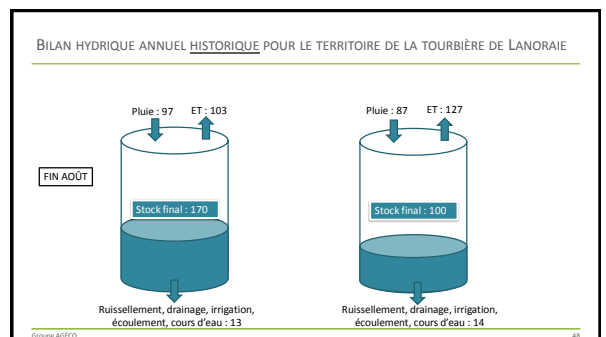 BILAN HYDRIQUE ANNUEL HISTORIQUE POUR LE TERRITOIRE DE LA TOURBIÈRE DE LANORAIE
Pluie : 97 ET : 103
Pluie : 87 ET : 127
FIN AOÛT
Stock final : 170
Stock final : 100
Ruissellement, drainage, irrigation,
écoulement, cours d'eau : 13
Ruissellement, drainage, irrigation,
écoulement, cours d'eau : 14
Groupe AGÉCO
48